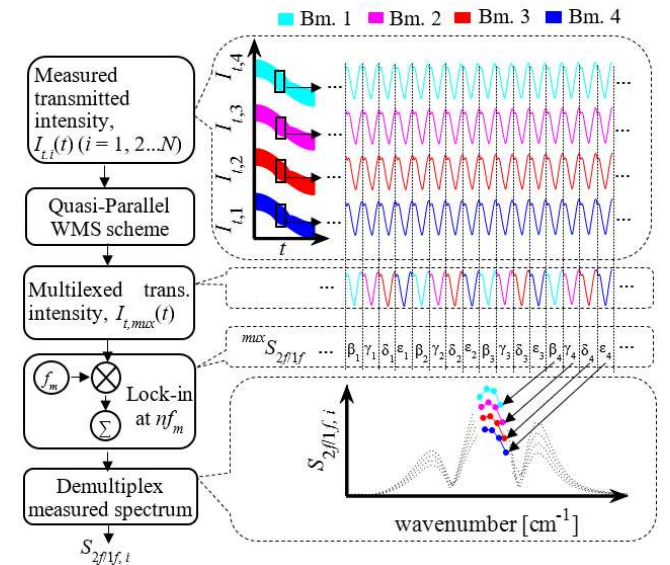 Bm. 1 Bm. 2 Bm. 3 Bm. 4
Measured
transmitted
intensity,
I_{t,i}(t) (i = 1, 2...N)
Quasi-Parallel
WMS scheme
Multilexed trans.
intensity, I_{t,mux}(t)
f_m
Lock-in
at nf_m
Σ
Demultiplex
measured spectrum
S_{2f/1f, i}
I_{t,4}
I_{t,3}
I_{t,2}
I_{t,1}
t
... ...
... ...
... ...
... ...
... ...
^{mux}S_{2f/1f} ... β₁ γ₁ δ₁ ε₁ β₂ γ₂ δ₂ ε₂ β₃ γ₃ δ₃ ε₃ β₄ γ₄ δ₄ ε₄ ...
S_{2f/1f, i}
wavenumber [cm⁻¹]